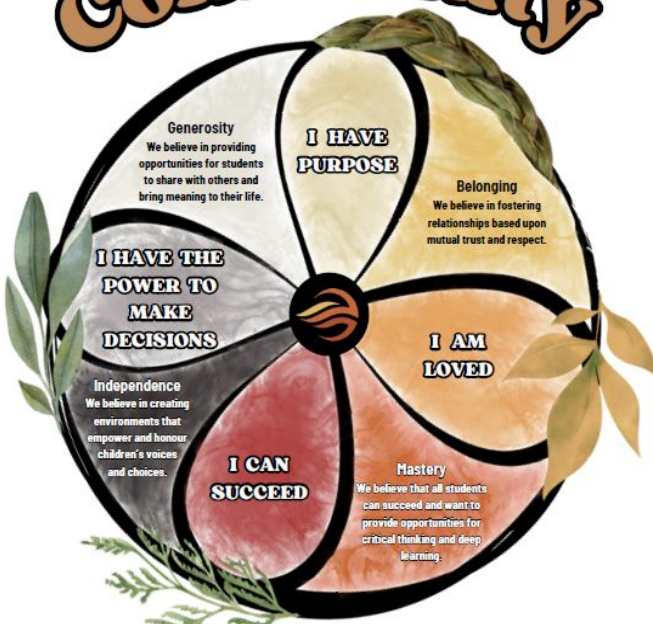 Generosity
We believe in providing
opportunities for students
to share with others and
bring meaning to their life.
I HAVE
PURPOSE
Belonging
We believe in fostering
relationships based upon
mutual trust and respect.
I HAVE THE
POWER TO
MAKE
DECISIONS
I AM
LOVED
Independence
We believe in creating
environments that
empower and honour
children's voices
and choices.
I CAN
SUCCEED
Mastery
We believe that all students
can succeed and want to
provide opportunities for
critical thinking and deep
learning.